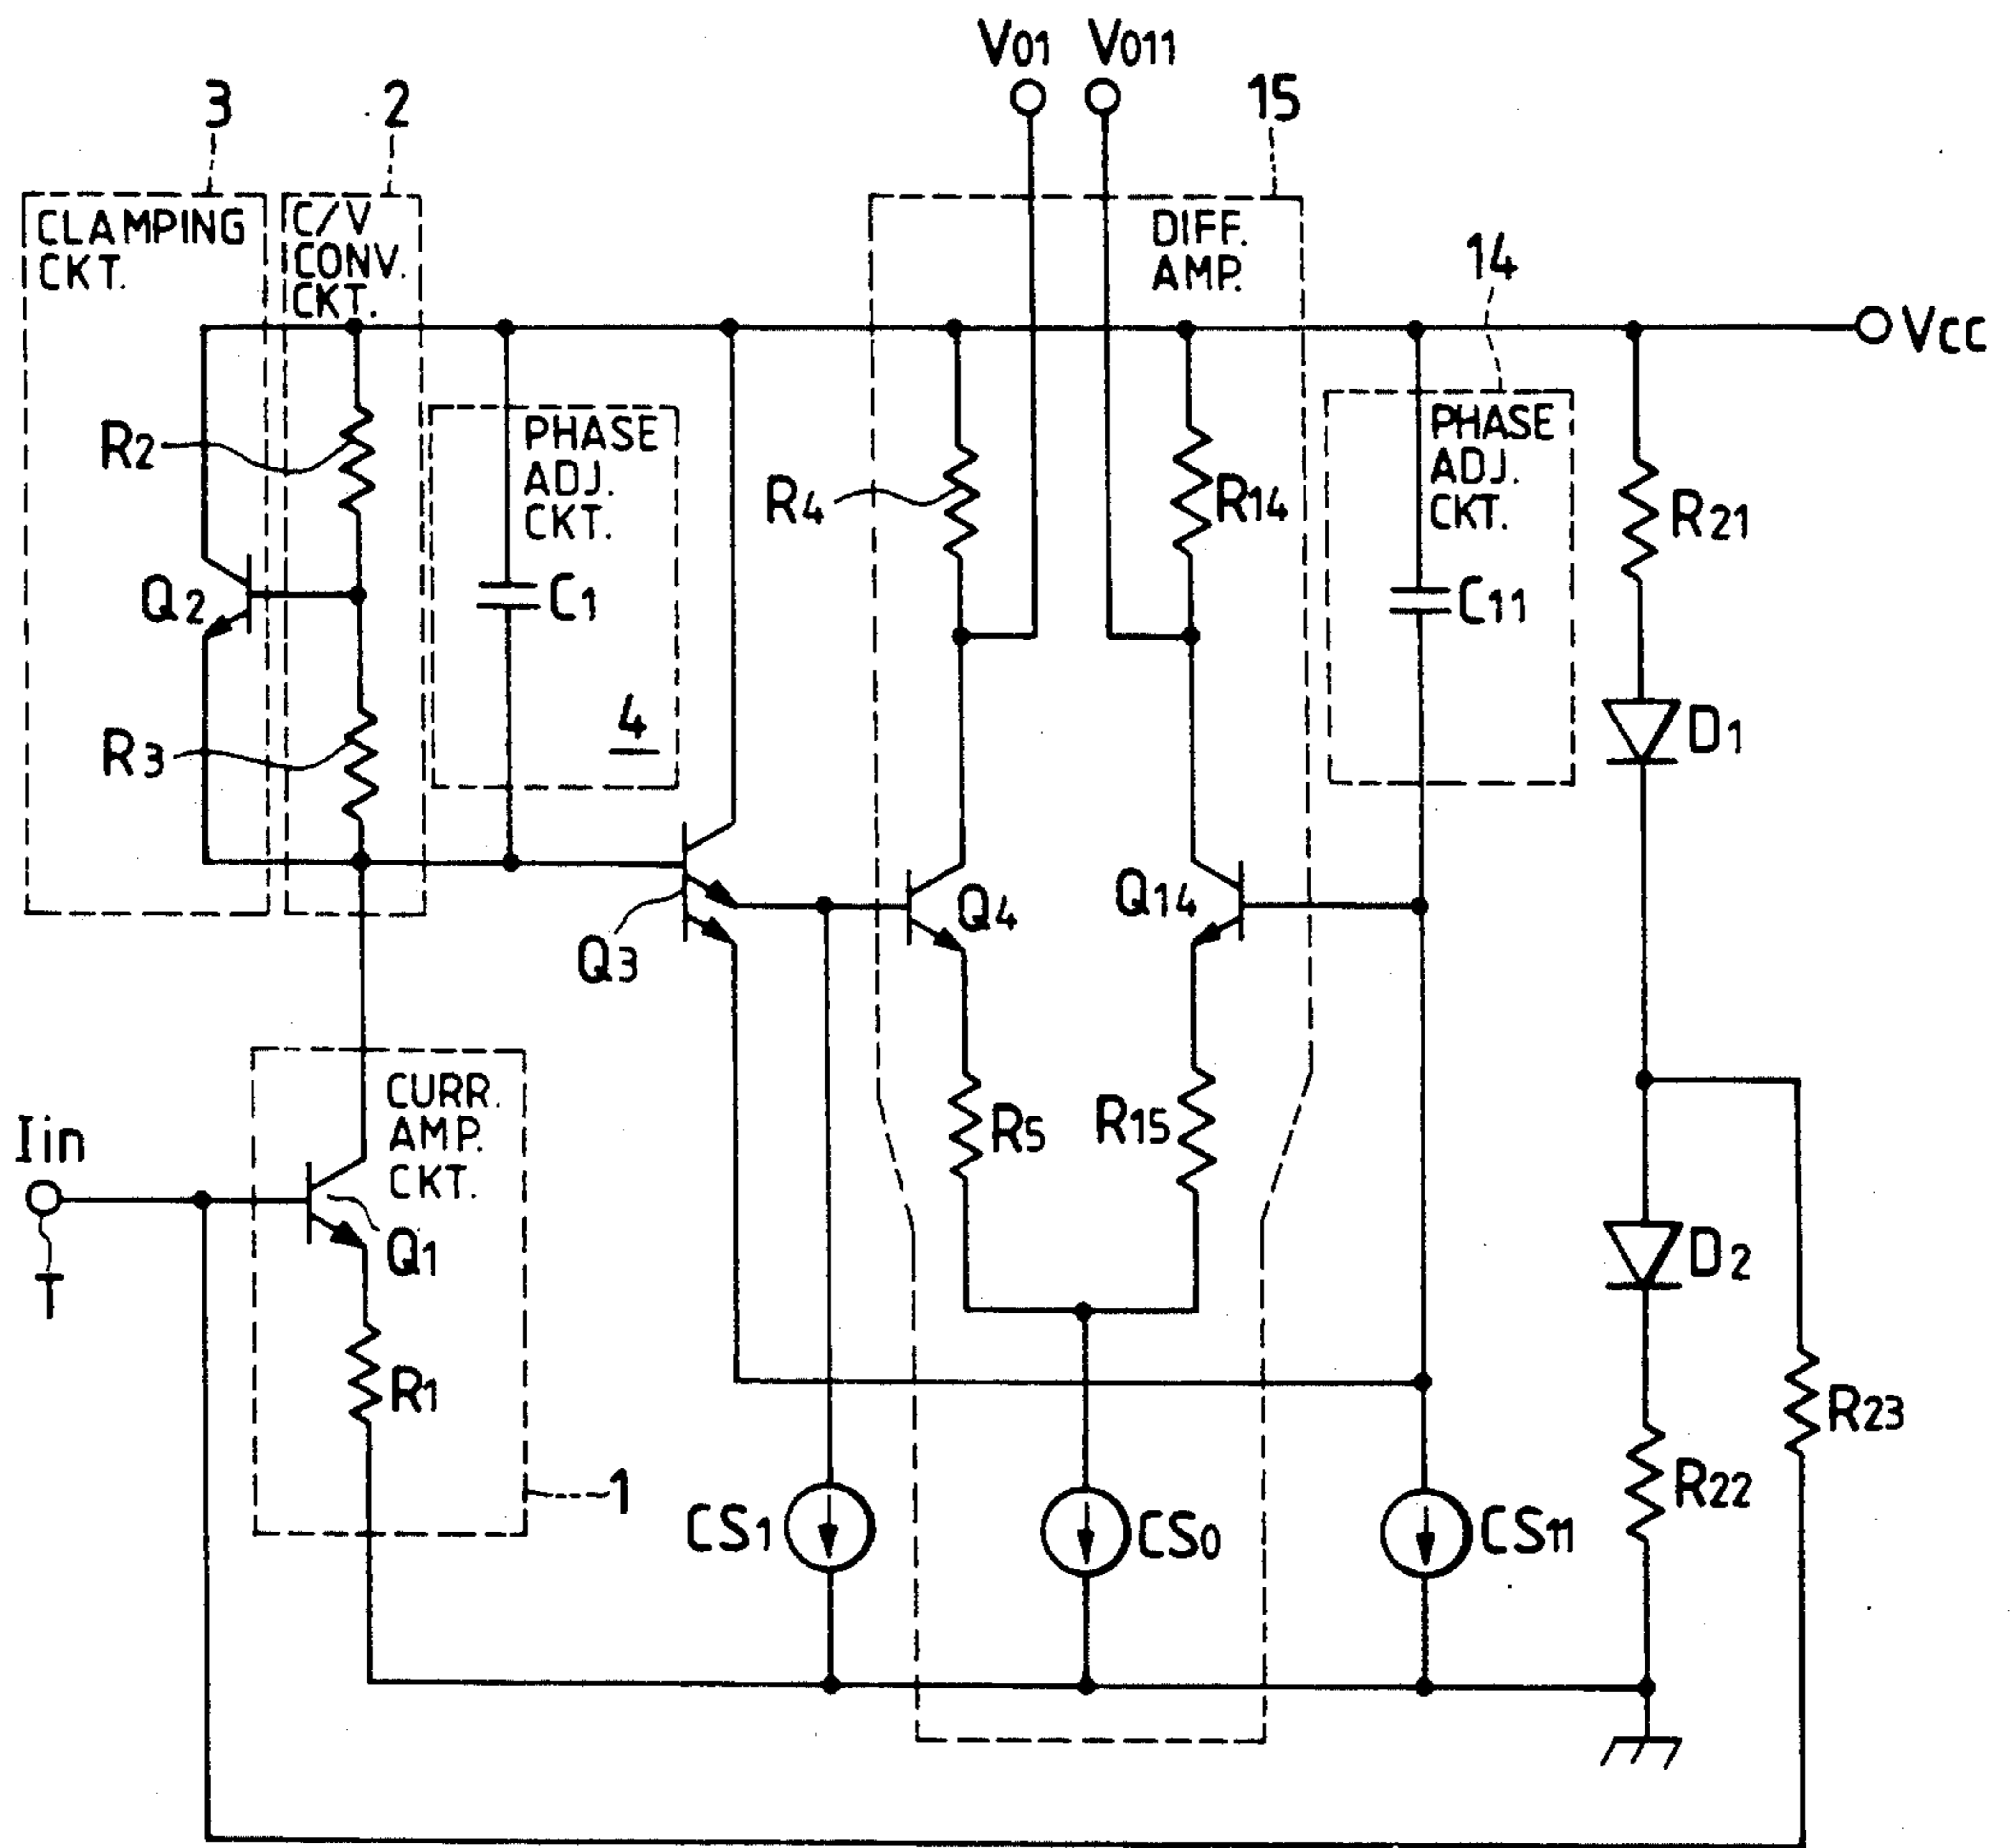 V01 V011
3 2 15
CLAMPING
CKT.
C/V
CONV.
CKT.
DIFF.
AMP.
14
VCC
R2
PHASE
ADJ.
CKT.
R4
R14
PHASE
ADJ.
CKT.
R21
Q2
C1
C11
R3
4
D1
Q3
Q4
Q14
CURR.
AMP.
CKT.
Iin
R5
R15
T
Q1
D2
R1
R23
1
CS1
CS0
CS11
R22